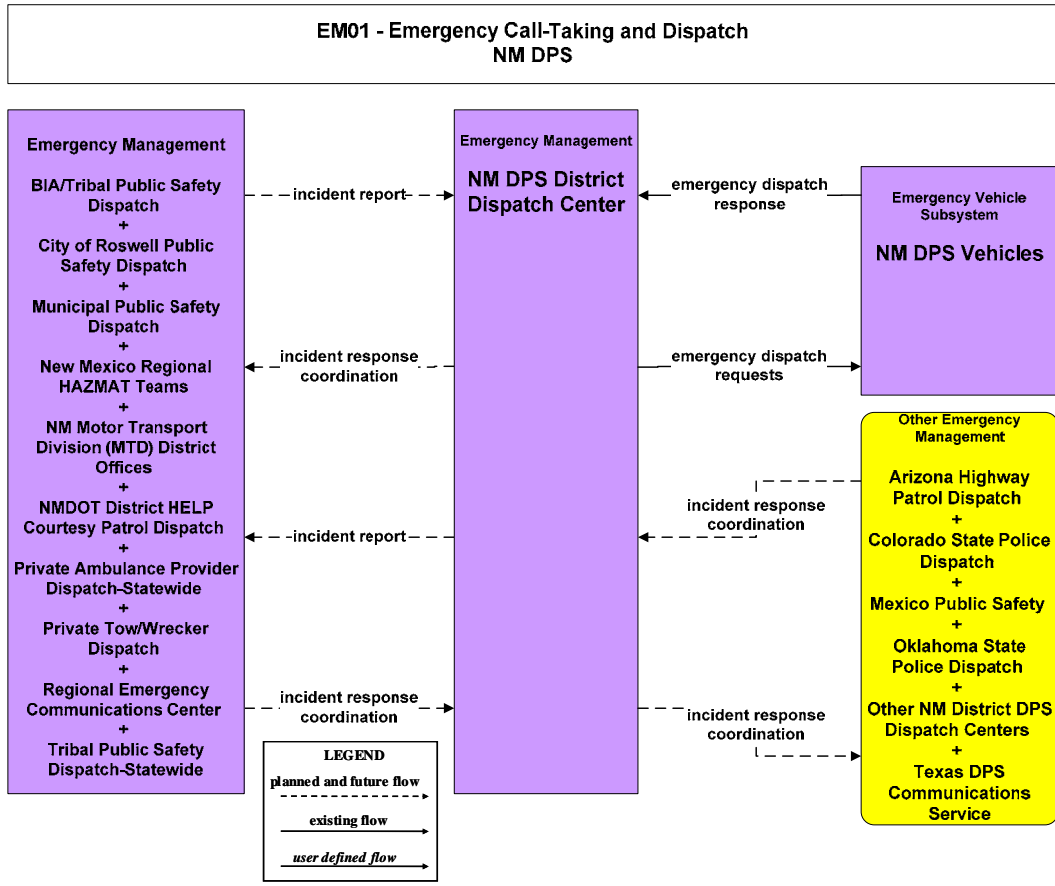 EM01 - Emergency Call-Taking and Dispatch
NM DPS
Emergency Management
BIA/Tribal Public Safety
Dispatch
+
City of Roswell Public
Safety Dispatch
+
Municipal Public Safety
Dispatch
+
New Mexico Regional
HAZMAT Teams
+
NM Motor Transport
Division (MTD) District
Offices
+
NMDOT District HELP
Courtesy Patrol Dispatch
+
Private Ambulance Provider
Dispatch-Statewide
+
Private Tow/Wrecker
Dispatch
+
Regional Emergency
Communications Center
+
Tribal Public Safety
Dispatch-Statewide
incident report
incident response
coordination
incident report
incident response
coordination
LEGEND
planned and future flow
existing flow
user defined flow
Emergency Management
NM DPS District
Dispatch Center
emergency dispatch
response
emergency dispatch
requests
incident response
coordination
incident response
coordination
Emergency Vehicle
Subsystem
NM DPS Vehicles
Other Emergency
Management
Arizona Highway
Patrol Dispatch
+
Colorado State Police
Dispatch
+
Mexico Public Safety
+
Oklahoma State
Police Dispatch
+
Other NM District DPS
Dispatch Centers
+
Texas DPS
Communications
Service